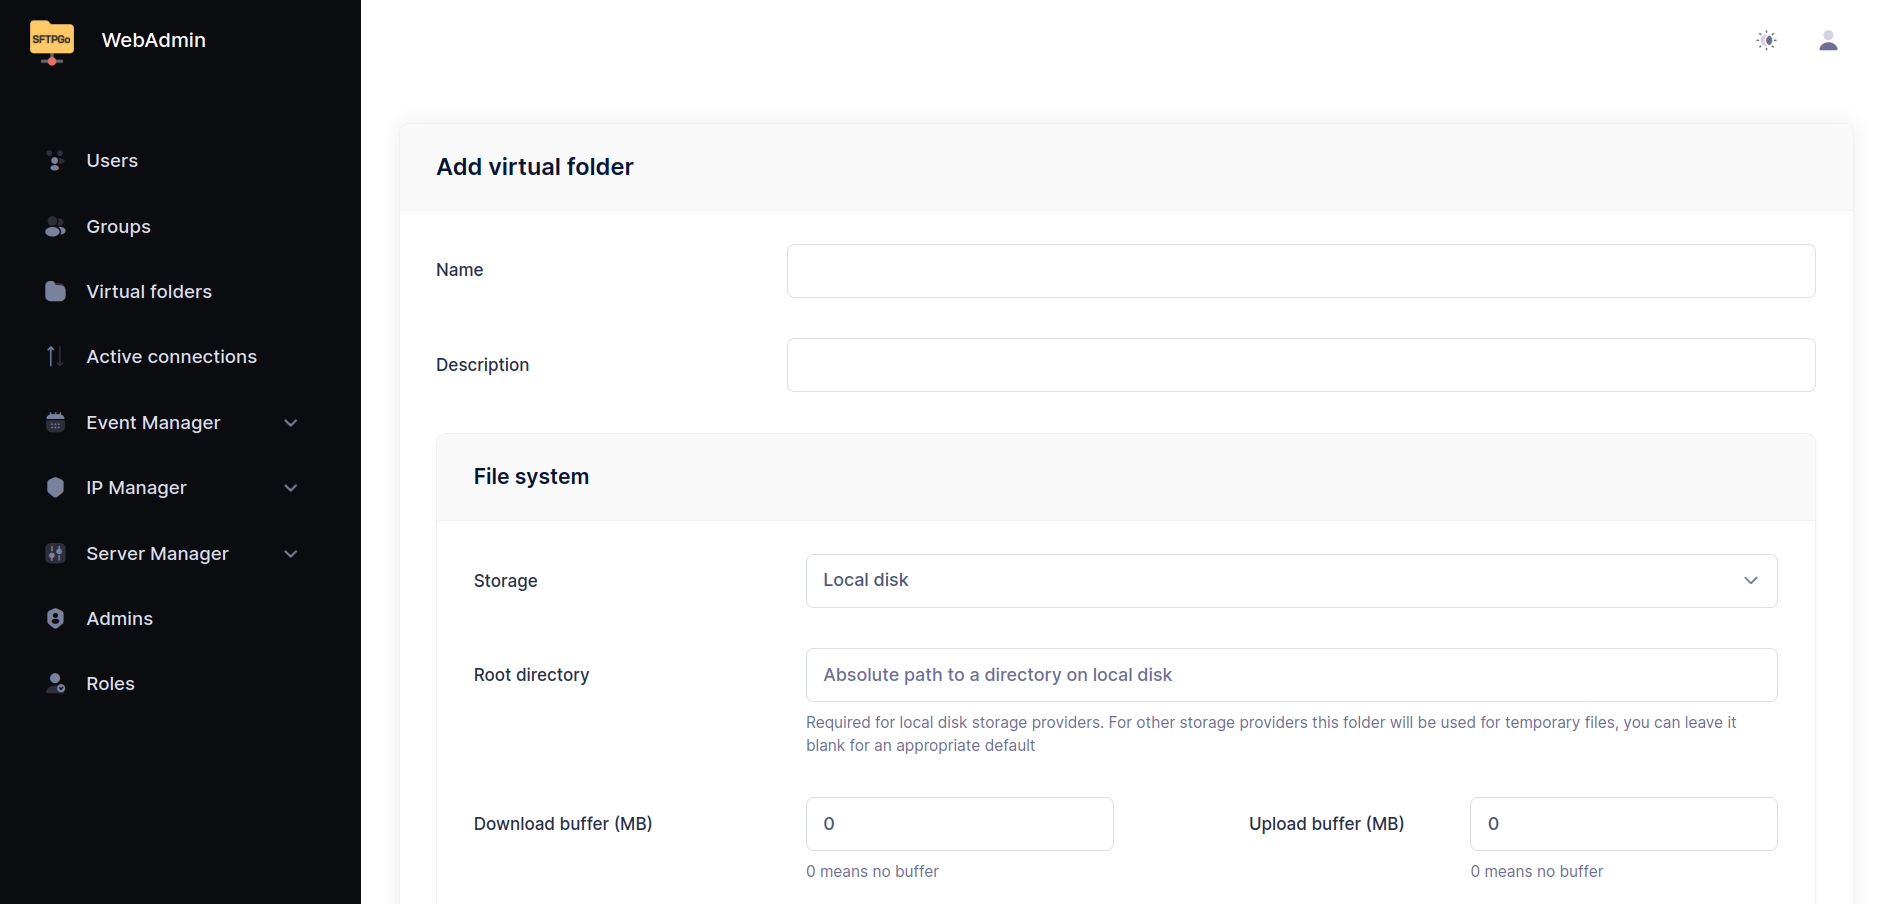 SFTPGo
WebAdmin
Users
Groups
Virtual folders
Active connections
Event Manager
IP Manager
Server Manager
Admins
Roles
Add virtual folder
Name
Description
File system
Storage
Local disk
Root directory
Absolute path to a directory on local disk
Required for local disk storage providers. For other storage providers this folder will be used for temporary files, you can leave it
blank for an appropriate default
Download buffer (MB)
0
0 means no buffer
Upload buffer (MB)
0
0 means no buffer